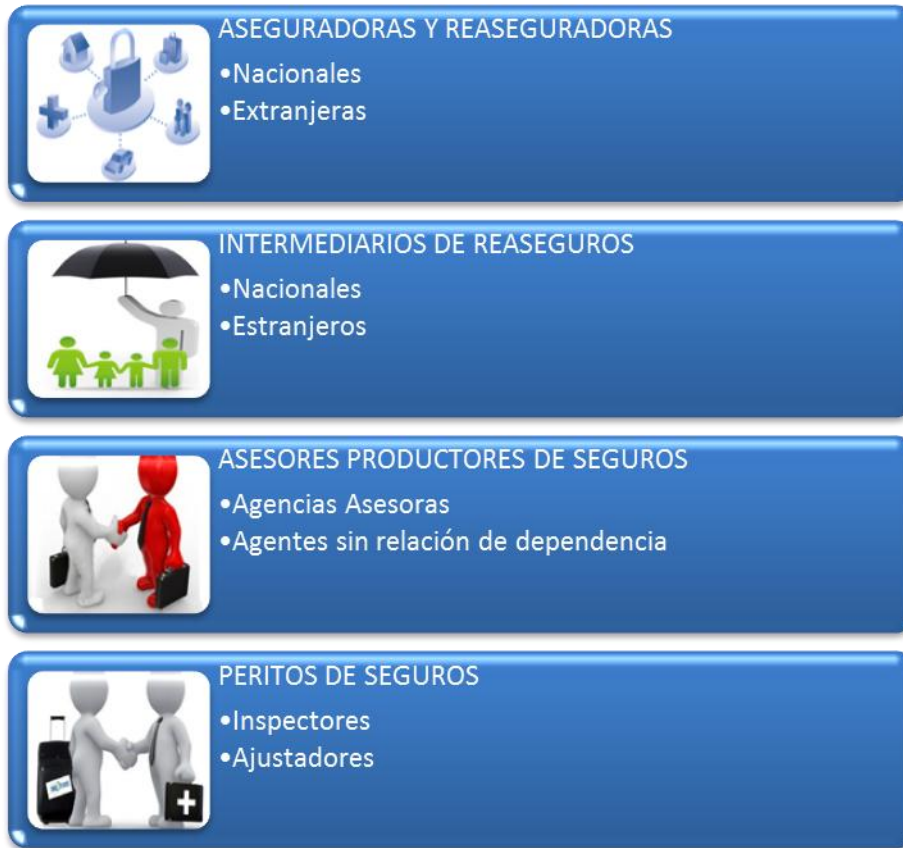 ASEGURADORAS Y REASEGURADORAS
•Nacionales
•Extranjeras
INTERMEDIARIOS DE REASEGUROS
•Nacionales
•Estranjeros
ASESORES PRODUCTORES DE SEGUROS
•Agencias Asesoras
•Agentes sin relación de dependencia
PERITOS DE SEGUROS
•Inspectores
•Ajustadores